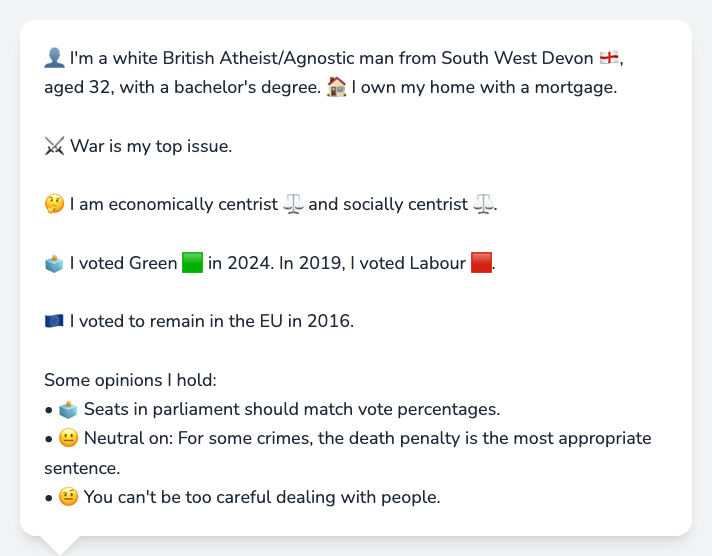 👤 I'm a white British Atheist/Agnostic man from South West Devon 🏴󠁧󠁢󠁥󠁮󠁧󠁿,
aged 32, with a bachelor's degree. 🏠 I own my home with a mortgage.
⚔️ War is my top issue.
🤔 I am economically centrist ⚖️ and socially centrist ⚖️.
🗳️ I voted Green 🟩 in 2024. In 2019, I voted Labour 🟥.
🇪🇺 I voted to remain in the EU in 2016.
Some opinions I hold:
• 🗳️ Seats in parliament should match vote percentages.
• 😐 Neutral on: For some crimes, the death penalty is the most appropriate
sentence.
• 🤨 You can't be too careful dealing with people.